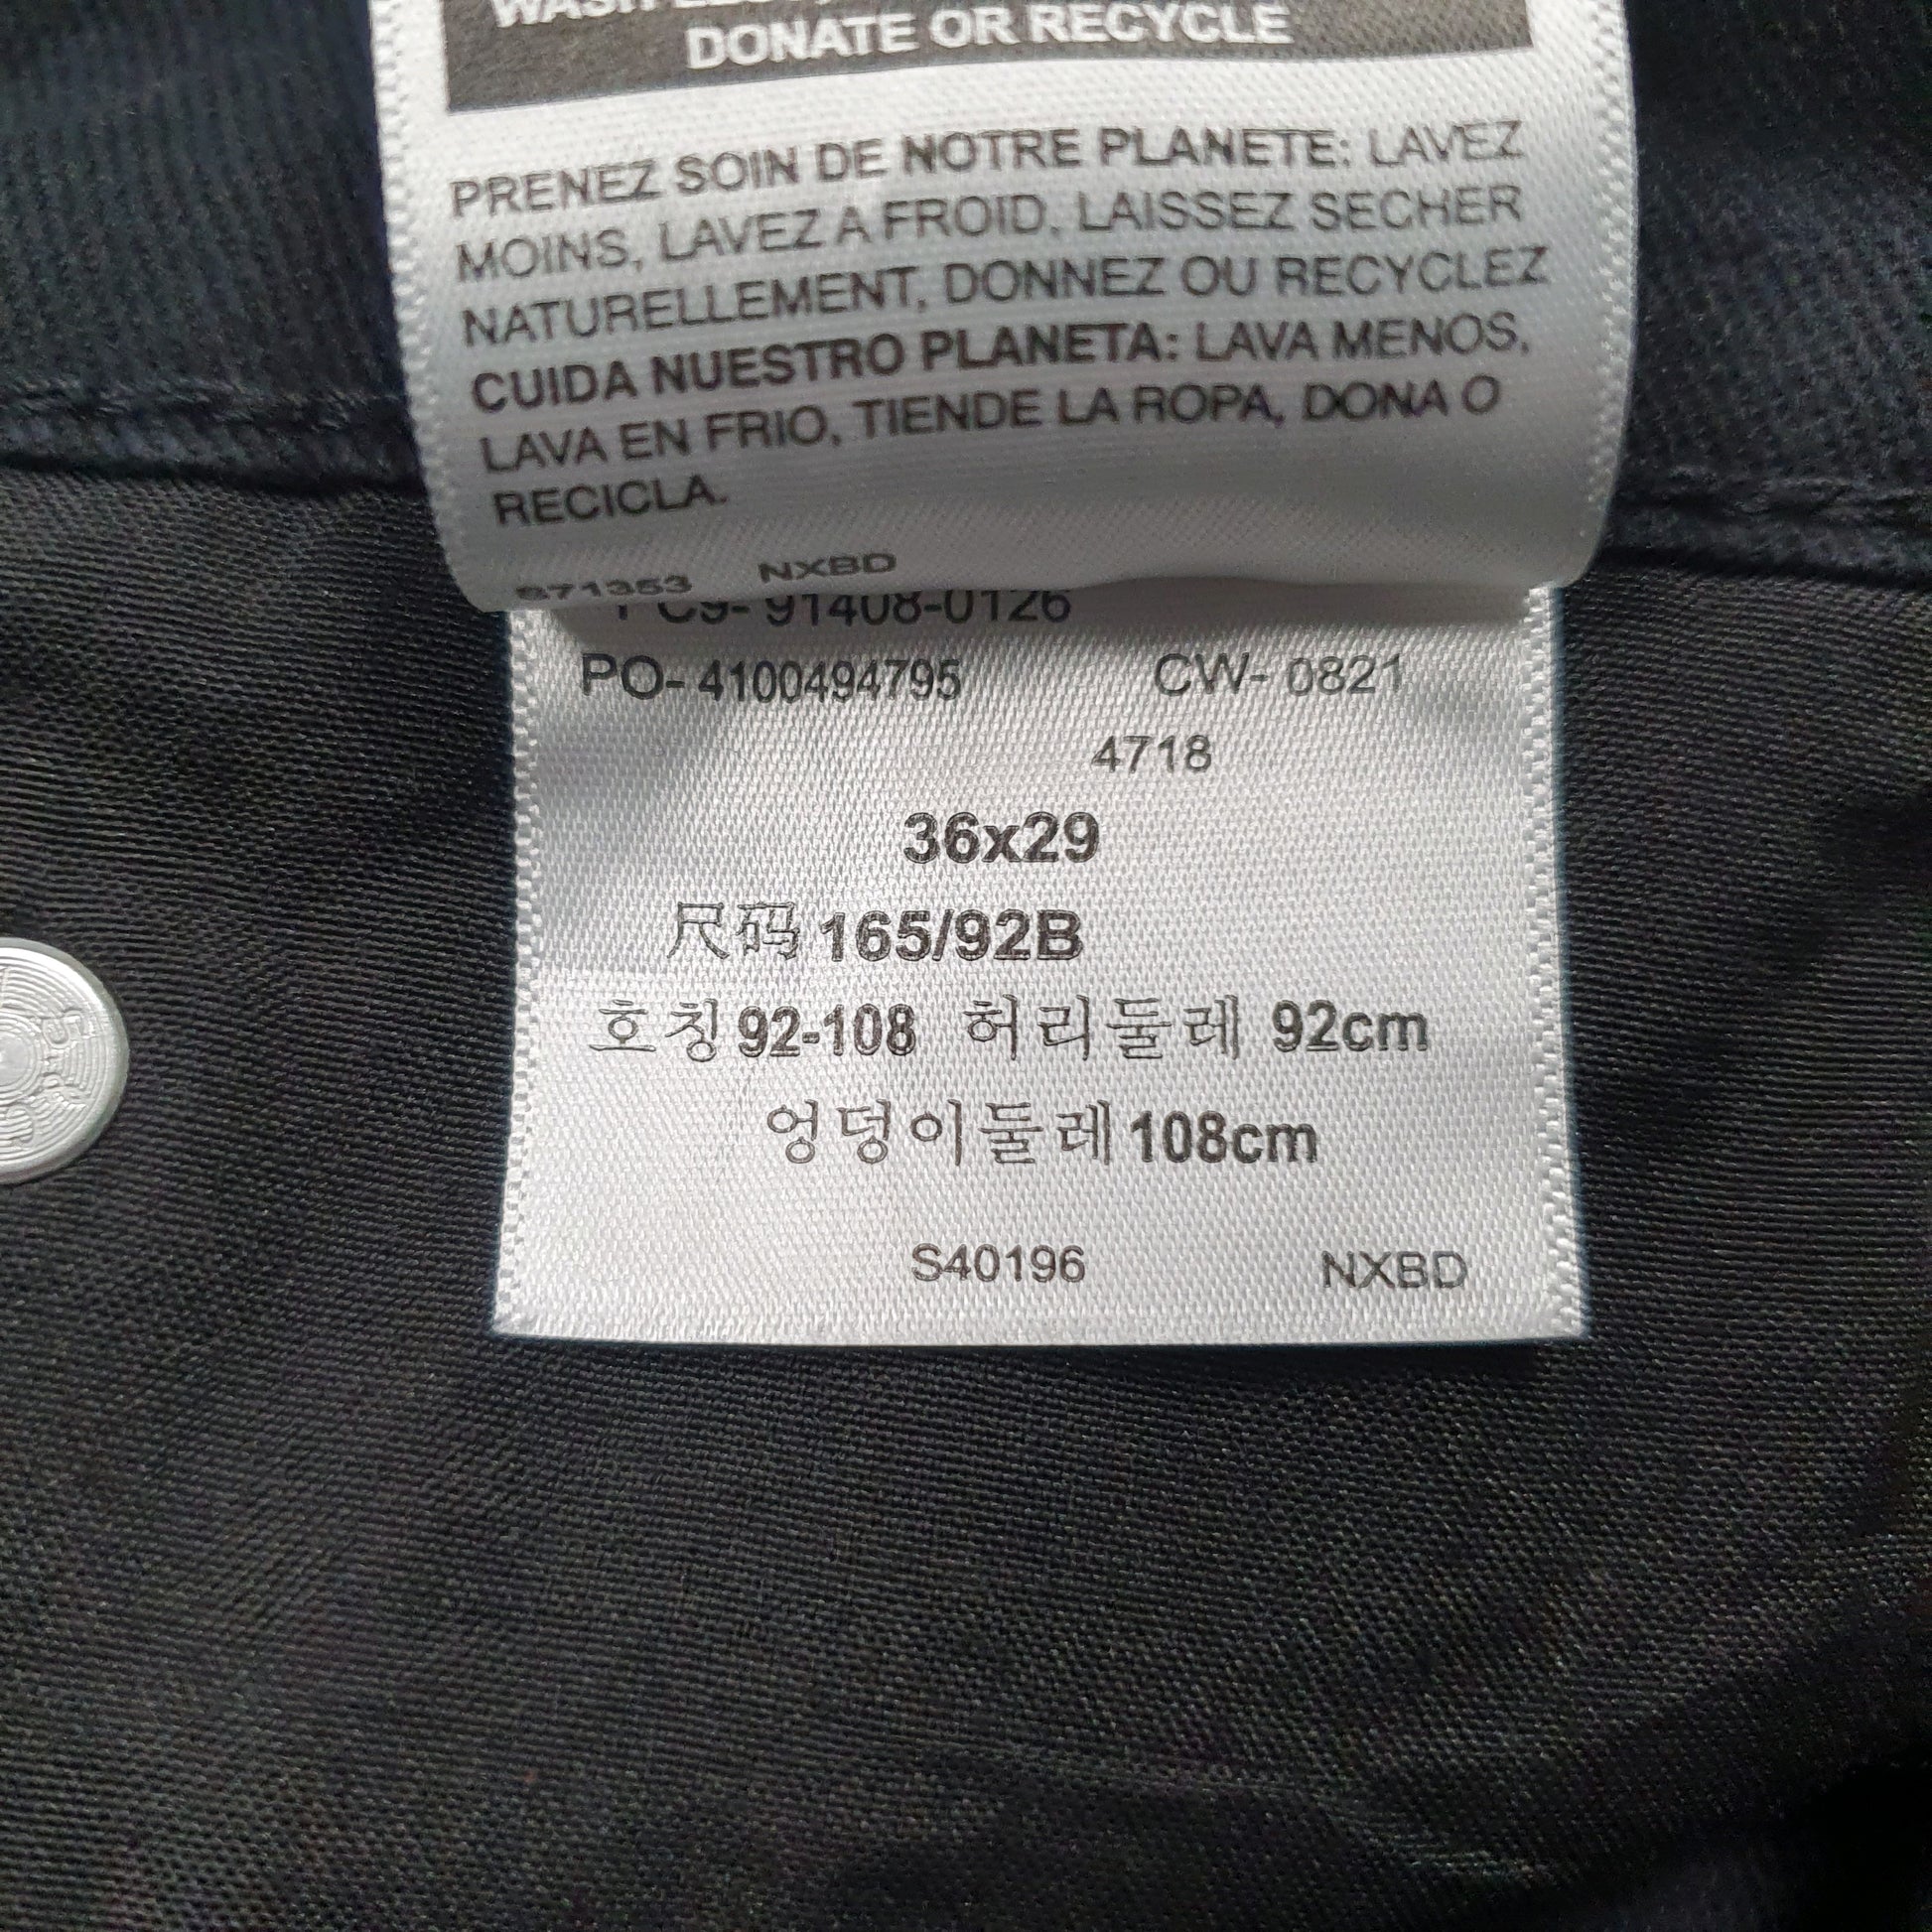 DONATE OR RECYCLE
PRENEZ SOIN DE NOTRE PLANETE: LAVEZ
MOINS, LAVEZ A FROID, LAISSEZ SECHER
NATURELLEMENT, DONNEZ OU RECYCLEZ
CUIDA NUESTRO PLANETA: LAVA MENOS,
LAVA EN FRIO, TIENDE LA ROPA, DONA O
RECICLA.
NXBD
91408-0126
PO- 4100494795 CW- 0821
4718
36x29
尺码 165/92B
호칭 92-108 허리둘레 92cm
엉덩이둘레 108cm
S40196 NXBD